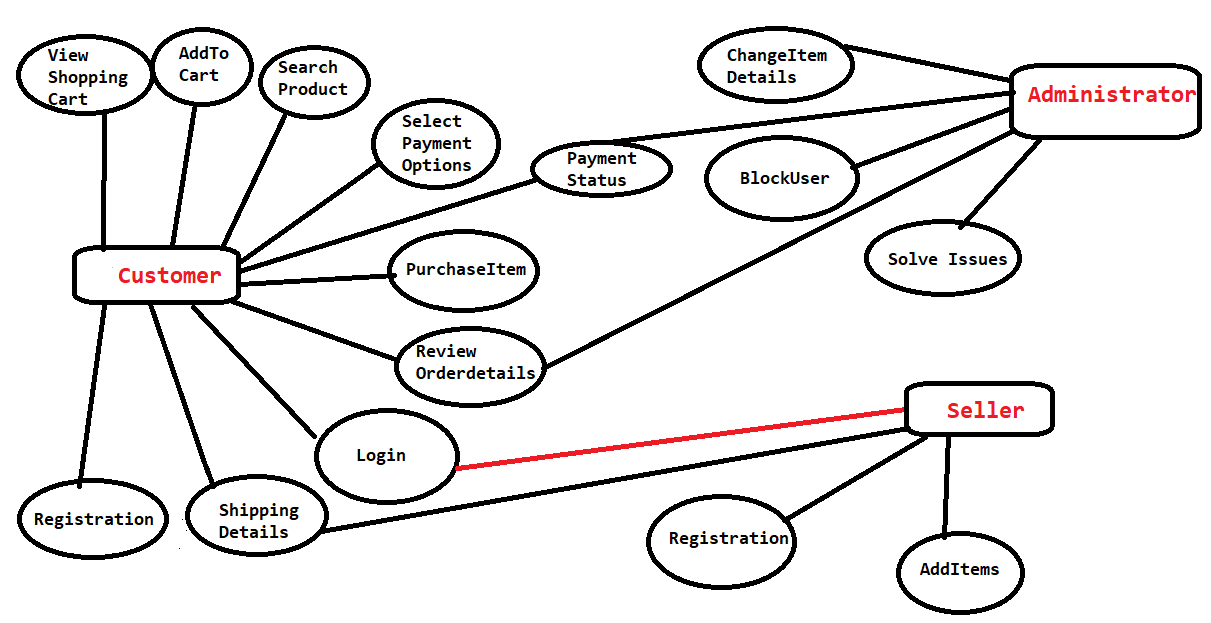 View
Shopping
Cart
AddTo
Cart
Search
Product
Select
Payment
Options
Payment
Status
ChangeItem
Details
Administrator
BlockUser
Solve Issues
Customer
PurchaseItem
Review
Orderdetails
Seller
Login
Registration
Shipping
Details
Registration
AddItems